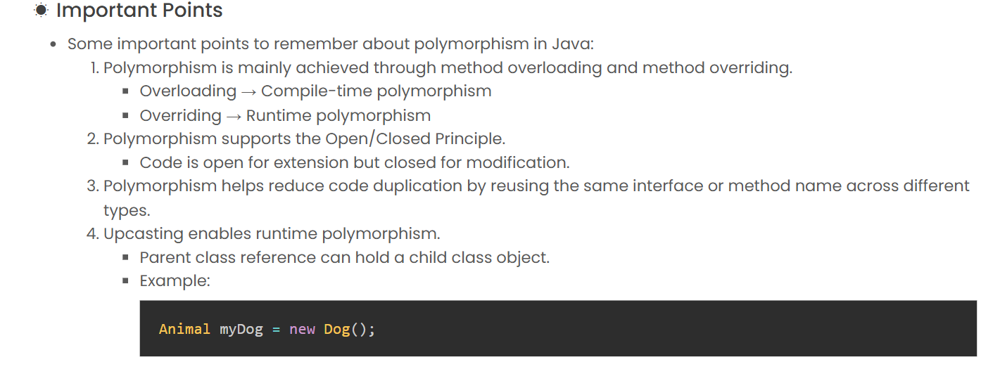 Important Points
• Some important points to remember about polymorphism in Java:
1. Polymorphism is mainly achieved through method overloading and method overriding.
▪ Overloading → Compile-time polymorphism
▪ Overriding → Runtime polymorphism
2. Polymorphism supports the Open/Closed Principle.
▪ Code is open for extension but closed for modification.
3. Polymorphism helps reduce code duplication by reusing the same interface or method name across different
types.
4. Upcasting enables runtime polymorphism.
▪ Parent class reference can hold a child class object.
▪ Example:
Animal myDog = new Dog();